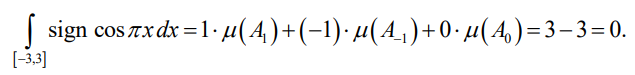 ∫[-3,3] sign cos πx dx = 1·μ(A₁)+(−1)·μ(A₋₁)+0·μ(A₀)=3−3=0.